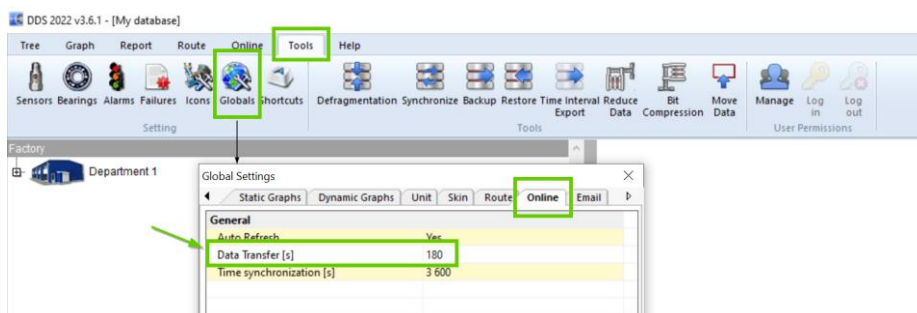 DDS 2022 v3.6.1 - [My database]
Tree Graph Report Route Online Tools Help
Sensors Bearings Alarms Failures Icons Globals Shortcuts Defragmentation Synchronize Backup Restore Time Interval Export Reduce Data Bit Compression Move Data Manage Log in Log out
Setting Tools User Permissions
Factory
Department 1
Global Settings
Static Graphs Dynamic Graphs Unit Skin Route Online Email
General
Auto Refresh Yes
Data Transfer [s] 180
Time synchronization [s] 3 600